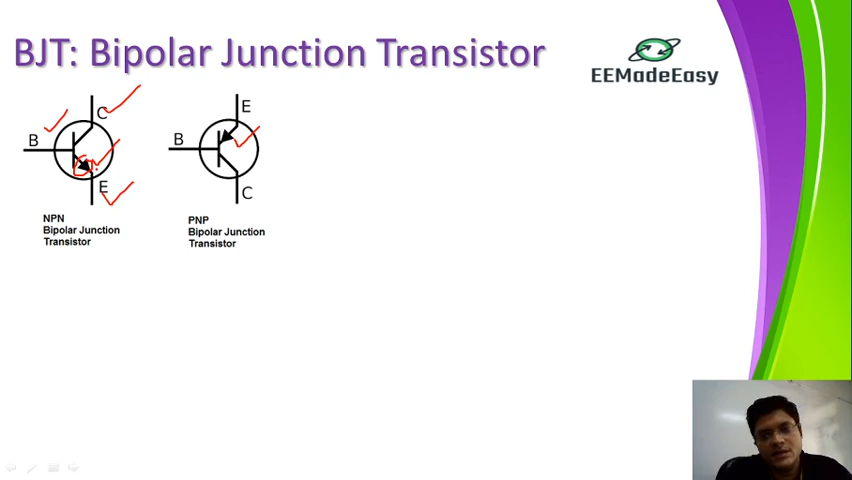 BJT: Bipolar Junction Transistor
EEMadeEasy
C
B
E
NPN
Bipolar Junction
Transistor
E
B
C
PNP
Bipolar Junction
Transistor